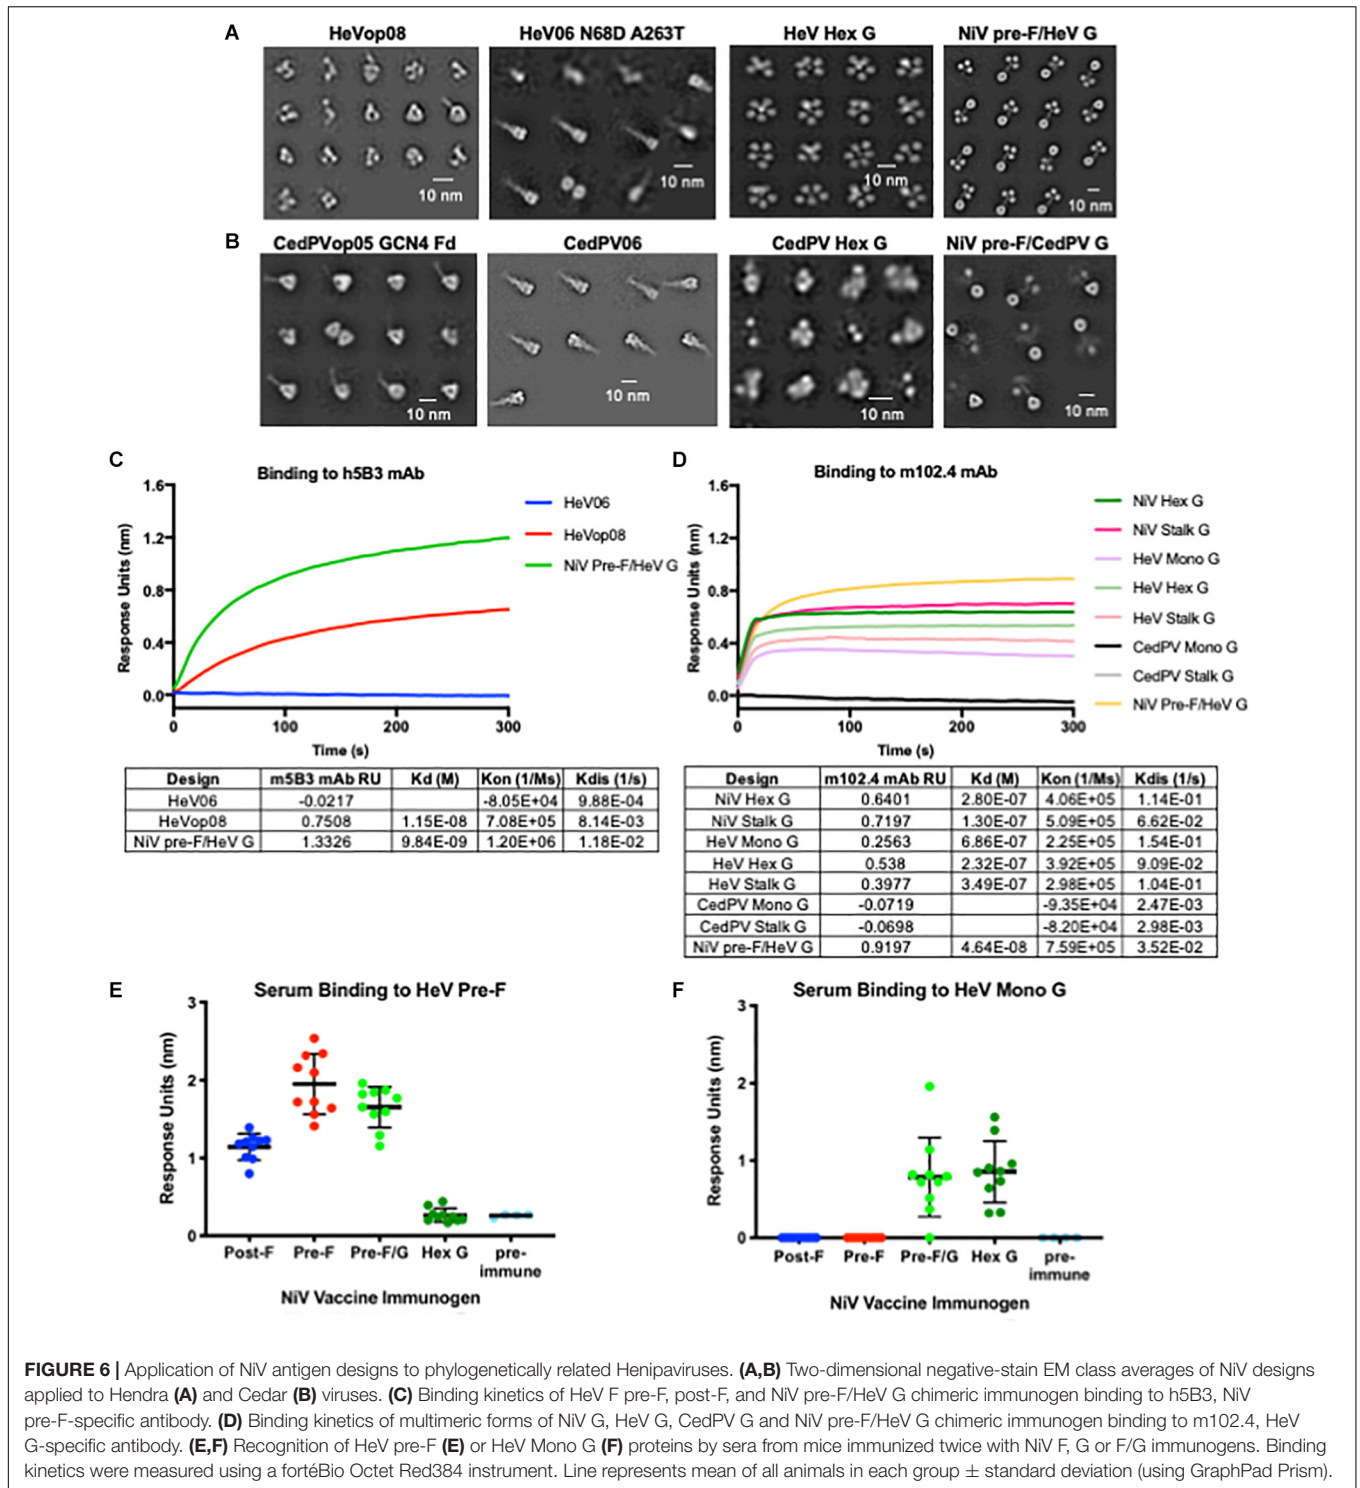 A
HeVop08
HeV06 N68D A263T
HeV Hex G
NiV pre-F/HeV G
10 nm
10 nm
10 nm
10 nm
B
CedPVop05 GCN4 Fd
CedPV06
CedPV Hex G
NiV pre-F/CedPV G
10 nm
10 nm
10 nm
10 nm
C
Binding to h5B3 mAb
Response Units (nm)
1.6
1.2
0.8
0.4
0.0
0 100 200 300
Time (s)
HeV06
HeVop08
NiV Pre-F/HeV G
Design m5B3 mAb RU Kd (M) Kon (1/Ms) Kdis (1/s)
HeV06 -0.0217 -8.05E+04 9.88E-04
HeVop08 0.7508 1.15E-08 7.08E+05 8.14E-03
NiV pre-F/HeV G 1.3326 9.84E-09 1.20E+06 1.18E-02
D
Binding to m102.4 mAb
Response Units (nm)
1.6
1.2
0.8
0.4
0.0
0 100 200 300
Time (s)
NiV Hex G
NiV Stalk G
HeV Mono G
HeV Hex G
HeV Stalk G
CedPV Mono G
CedPV Stalk G
NiV Pre-F/HeV G
Design m102.4 mAb RU Kd (M) Kon (1/Ms) Kdis (1/s)
NiV Hex G 0.6401 2.80E-07 4.06E+05 1.14E-01
NiV Stalk G 0.7197 1.30E-07 5.09E+05 6.62E-02
HeV Mono G 0.2563 6.86E-07 2.25E+05 1.54E-01
HeV Hex G 0.538 2.32E-07 3.92E+05 9.09E-02
HeV Stalk G 0.3977 3.49E-07 2.98E+05 1.04E-01
CedPV Mono G -0.0719 -9.35E+04 2.47E-03
CedPV Stalk G -0.0698 -8.20E+04 2.98E-03
NiV pre-F/HeV G 0.9197 4.64E-08 7.59E+05 3.52E-02
E
Serum Binding to HeV Pre-F
Response Units (nm)
3
2
1
0
Post-F Pre-F Pre-F/G Hex G pre-
immune
NiV Vaccine Immunogen
F
Serum Binding to HeV Mono G
Response Units (nm)
3
2
1
0
Post-F Pre-F Pre-F/G Hex G pre-
immune
NiV Vaccine Immunogen
FIGURE 6 | Application of NiV antigen designs to phylogenetically related Henipaviruses. (A,B) Two-dimensional negative-stain EM class averages of NiV designs
applied to Hendra (A) and Cedar (B) viruses. (C) Binding kinetics of HeV F pre-F, post-F, and NiV pre-F/HeV G chimeric immunogen binding to h5B3, NiV
pre-F-specific antibody. (D) Binding kinetics of multimeric forms of NiV G, HeV G, CedPV G and NiV pre-F/HeV G chimeric immunogen binding to m102.4, HeV
G-specific antibody. (E,F) Recognition of HeV pre-F (E) or HeV Mono G (F) proteins by sera from mice immunized twice with NiV F, G or F/G immunogens. Binding
kinetics were measured using a fortéBio Octet Red384 instrument. Line represents mean of all animals in each group ± standard deviation (using GraphPad Prism).